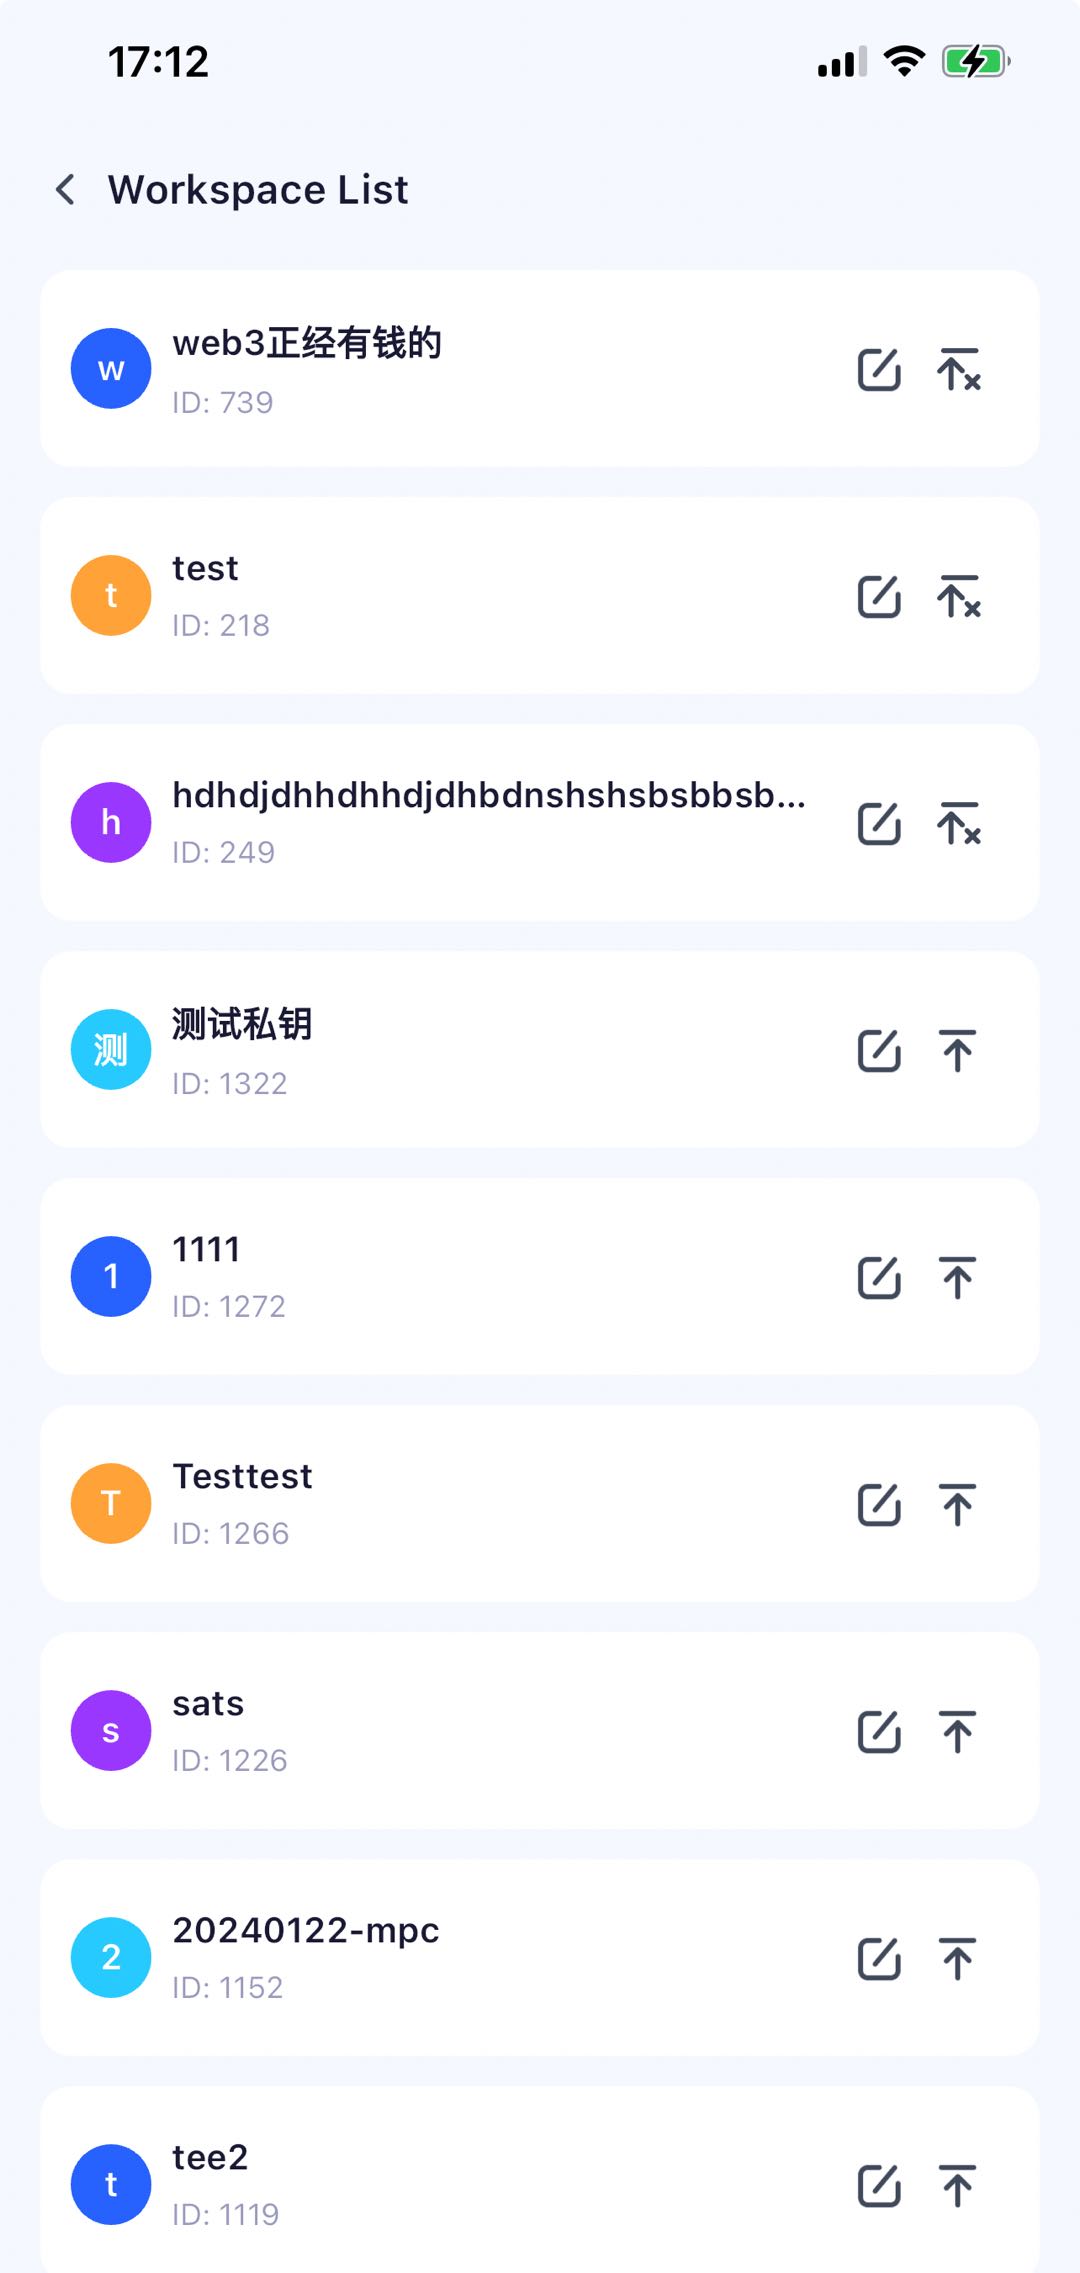 17:12
Workspace List
w
web3正经有钱的
ID: 739
t
test
ID: 218
h
hdhdjdhhdhhdjdhbdnshshsbsbbsb...
ID: 249
测
测试私钥
ID: 1322
1
1111
ID: 1272
T
Testtest
ID: 1266
s
sats
ID: 1226
2
20240122-mpc
ID: 1152
t
tee2
ID: 1119